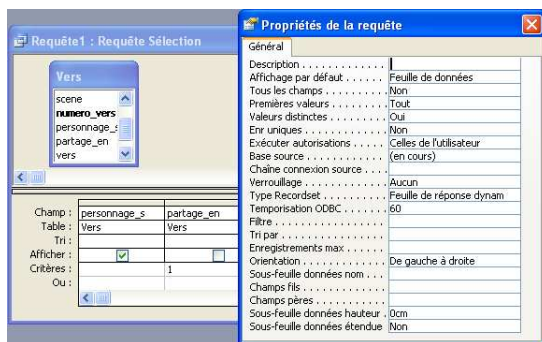 Requête1 : Requête Sélection
Vers
scene
numero_vers
personnage_s
partage_en
vers
Champ : personnage_s partage_en
Table : Vers Vers
Tri :
Afficher :
Critères : 1
Ou :
Propriétés de la requête
Général
Description . . . . . . . . . . . . .
Affichage par défaut . . . . . . Feuille de données
Tous les champs . . . . . . . . . . Non
Premières valeurs . . . . . . . . Tout
Valeurs distinctes . . . . . . . . Oui
Enr uniques . . . . . . . . . . . . . Non
Exécuter autorisations . . . . . Celles de l'utilisateur
Base source . . . . . . . . . . . . . (en cours)
Chaîne connexion source . . . .
Verrouillage . . . . . . . . . . . . . Aucun
Type Recordset . . . . . . . . . . Feuille de réponse dynam
Temporisation ODBC . . . . . . . 60
Filtre . . . . . . . . . . . . . . . . . .
Tri par . . . . . . . . . . . . . . . . .
Enregistrements max . . . . . .
Orientation . . . . . . . . . . . . . De gauche à droite
Sous-feuille données nom . . .
Champs fils . . . . . . . . . . . . .
Champs pères . . . . . . . . . . .
Sous-feuille données hauteur . 0cm
Sous-feuille données étendue Non